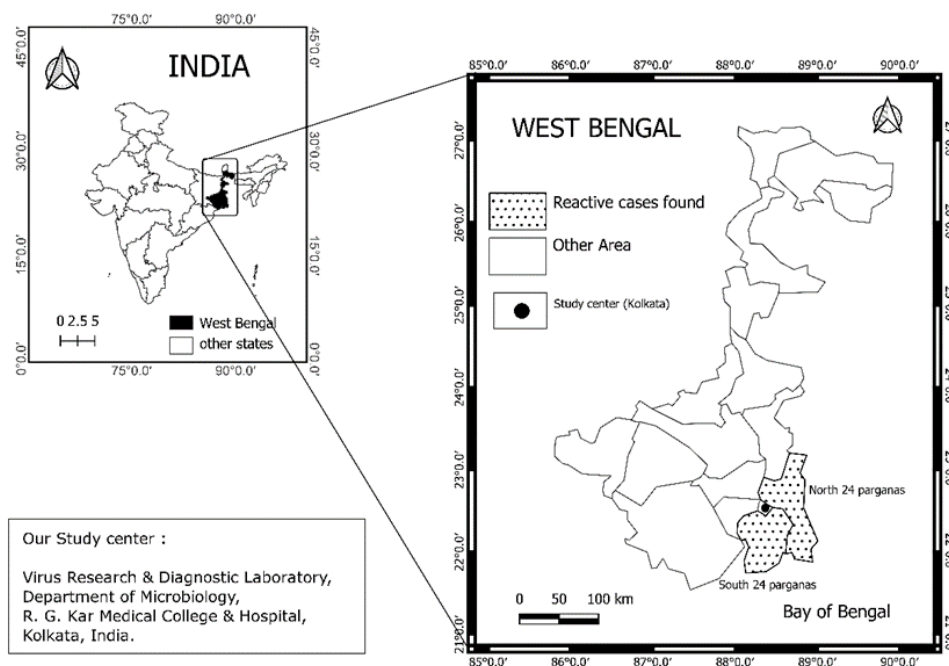 75°0.0' 90°0.0'
45°0.0' 45°0.0'
INDIA
30°0.0' 30°0.0'
15°0.0' 15°0.0'
0 2.5 5
West Bengal
other states
0°0.0' 0°0.0'
75°0.0' 90°0.0'
Our Study center :
Virus Research & Diagnostic Laboratory,
Department of Microbiology,
R. G. Kar Medical College & Hospital,
Kolkata, India.
85°0.0' 86°0.0' 87°0.0' 88°0.0' 89°0.0' 90°0.0'
WEST BENGAL
27°0.0'
Reactive cases found
26°0.0'
Other Area
Study center (Kolkata)
25°0.0'
24°0.0'
23°0.0'
North 24 parganas
22°0.0'
South 24 parganas
0 50 100 km
Bay of Bengal
21°0.0'
85°0.0' 86°0.0' 87°0.0' 88°0.0' 89°0.0' 90°0.0'